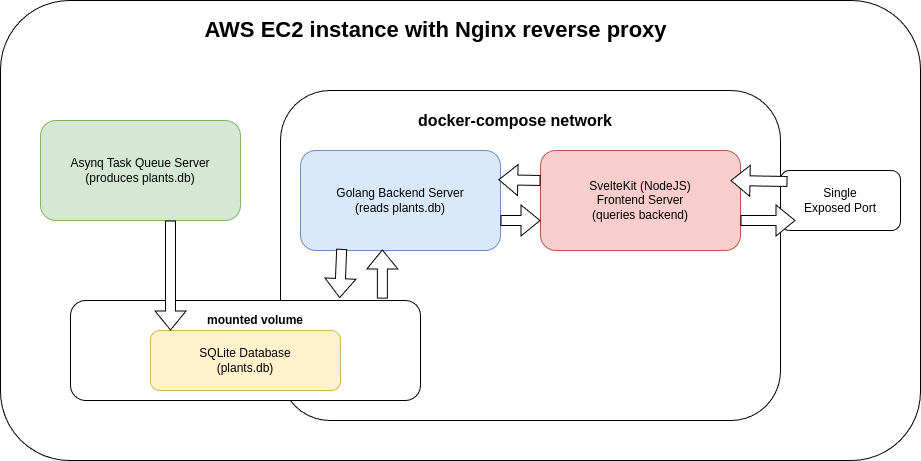 AWS EC2 instance with Nginx reverse proxy
docker-compose network
Asynq Task Queue Server
(produces plants.db)
Golang Backend Server
(reads plants.db)
SvelteKit (NodeJS)
Frontend Server
(queries backend)
Single
Exposed Port
mounted volume
SQLite Database
(plants.db)